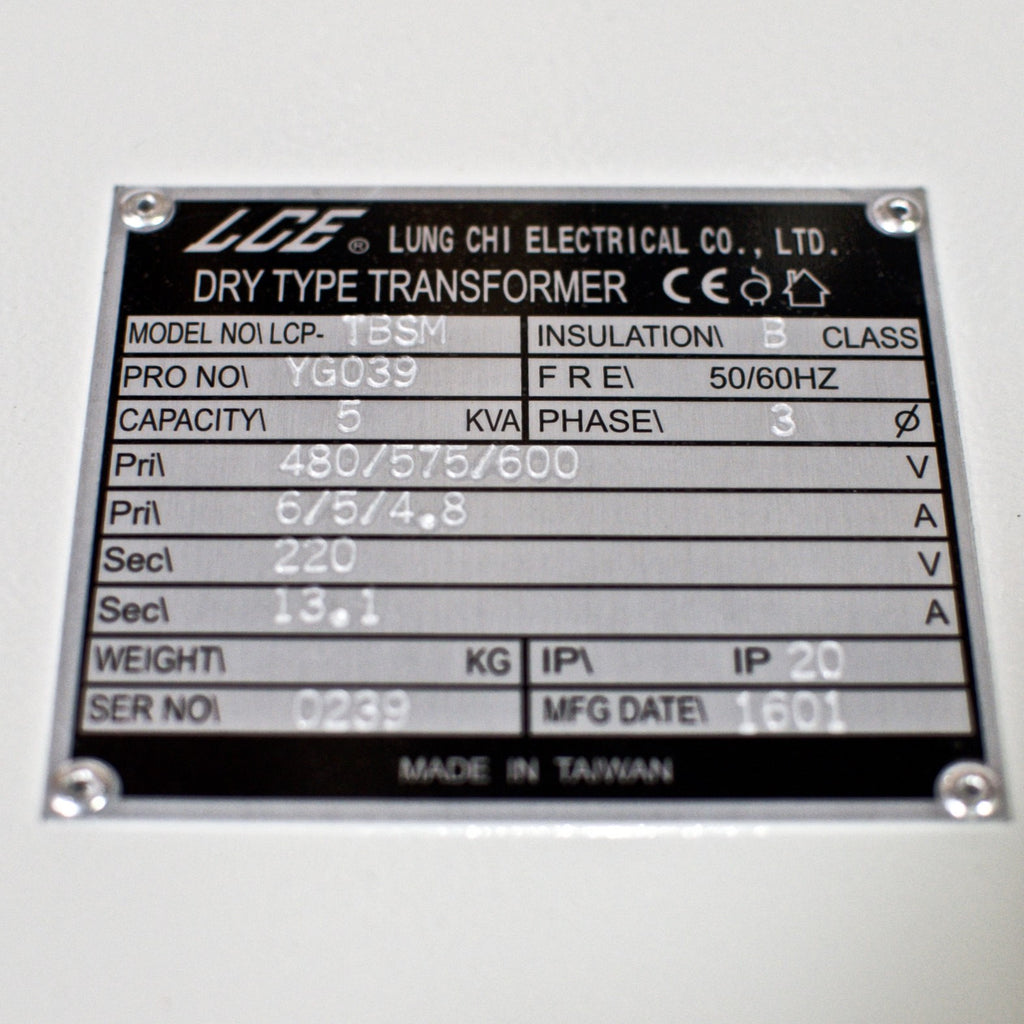 LCE® LUNG CHI ELECTRICAL CO., LTD.
DRY TYPE TRANSFORMER CE
MODEL NO\ LCP- TBSM INSULATION\ B CLASS
PRO NO\ YG039 F R E\ 50/60HZ
CAPACITY\ 5 KVA PHASE\ 3 Ø
Pri\ 480/575/600 V
Pri\ 6/5/4.8 A
Sec\ 220 V
Sec\ 13.1 A
WEIGHT\ KG IP\ IP 20
SER NO\ 0239 MFG DATE\ 1601
MADE IN TAIWAN